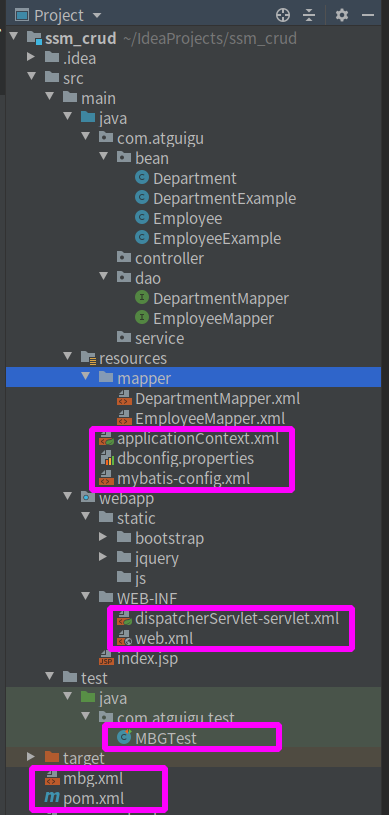 Project
ssm_crud ~/IdeaProjects/ssm_crud
.idea
src
main
java
com.atguigu
bean
Department
DepartmentExample
Employee
EmployeeExample
controller
dao
DepartmentMapper
EmployeeMapper
service
resources
mapper
DepartmentMapper.xml
EmployeeMapper.xml
applicationContext.xml
dbconfig.properties
mybatis-config.xml
webapp
static
bootstrap
jquery
js
WEB-INF
dispatcherServlet-servlet.xml
web.xml
JSP index.jsp
test
java
com.atguigu.test
MBGTest
target
mbg.xml
pom.xml